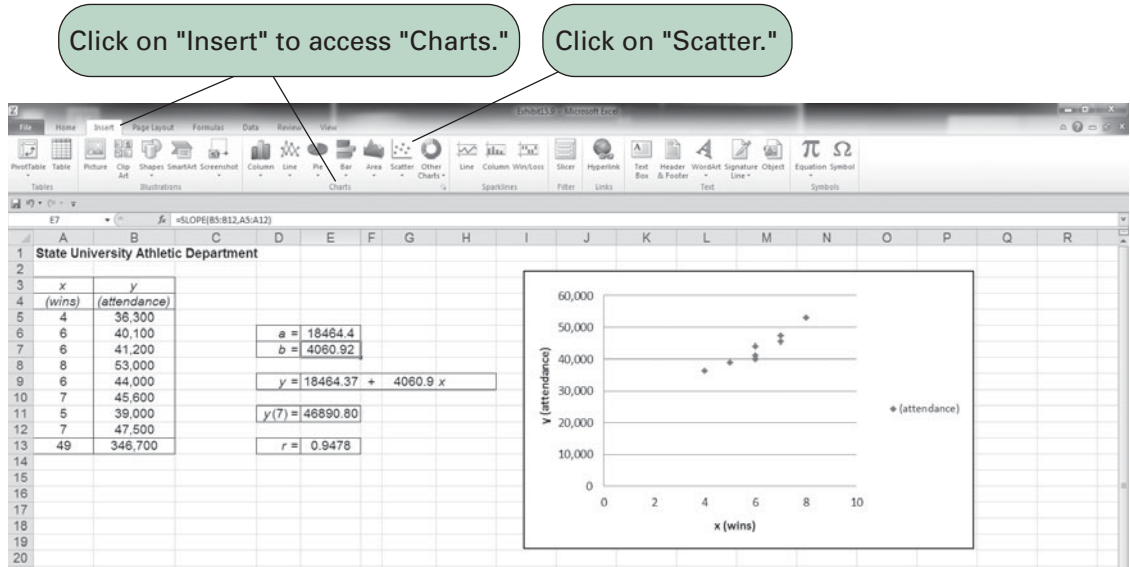 Click on "Insert" to access "Charts."
Click on "Scatter."
Exhibit15.9 - Microsoft Excel
File Home Insert Page Layout Formulas Data Review View
PivotTable Table Picture Clip Art Shapes SmartArt Screenshot Column Line Pie Bar Area Scatter Other Charts Line Column Win/Loss Slicer Hyperlink Text Box Header & Footer WordArt Signature Line Object Equation Symbol
Tables Illustrations Charts Sparklines Filter Links Text Symbols
E7 fx =SLOPE(B5:B12,A5:A12)
A B C D E F G H I J K L M N O P Q R
1 State University Athletic Department
2
3 x y
4 (wins) (attendance)
5 4 36,300
6 6 40,100 a = 18464.4
7 6 41,200 b = 4060.92
8 8 53,000
9 6 44,000 y = 18464.37 + 4060.9 x
10 7 45,600
11 5 39,000 y(7) = 46890.80
12 7 47,500
13 49 346,700 r = 0.9478
14
15
16
17
18
19
20
y (attendance)
60,000
50,000
40,000
30,000
20,000
10,000
0
0 2 4 6 8 10
x (wins)
(attendance)